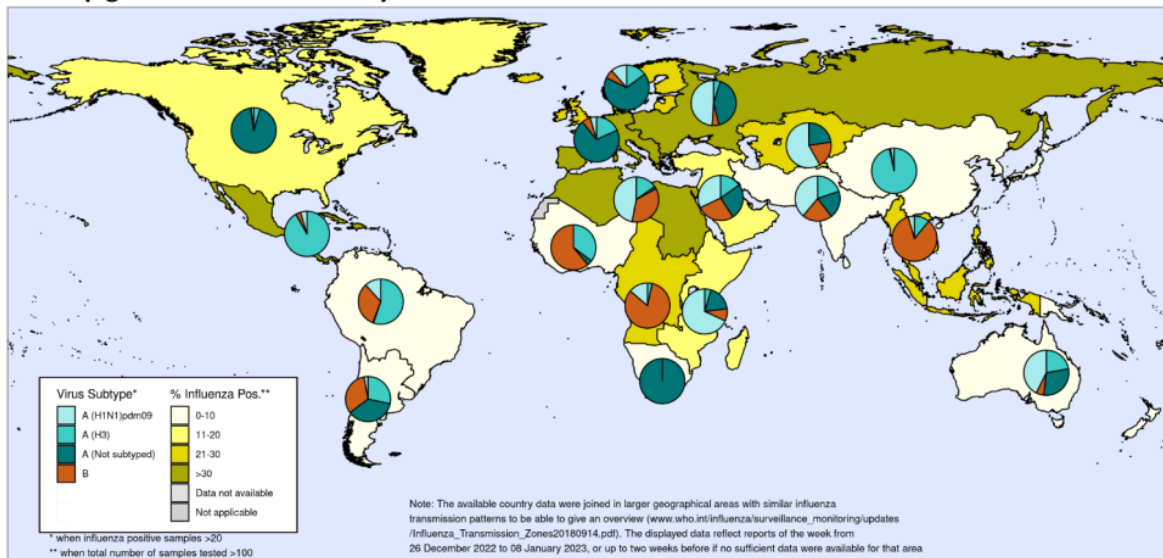 Virus Subtype*
A (H1N1)pdm09
A (H3)
A (Not subtyped)
B
% Influenza Pos.**
0-10
11-20
21-30
>30
Data not available
Not applicable
* when influenza positive samples >20
** when total number of samples tested >100
Note: The available country data were joined in larger geographical areas with similar influenza
transmission patterns to be able to give an overview (www.who.int/influenza/surveillance_monitoring/updates
/Influenza_Transmission_Zones20180914.pdf). The displayed data reflect reports of the week from
26 December 2022 to 08 January 2023, or up to two weeks before if no sufficient data were available for that area